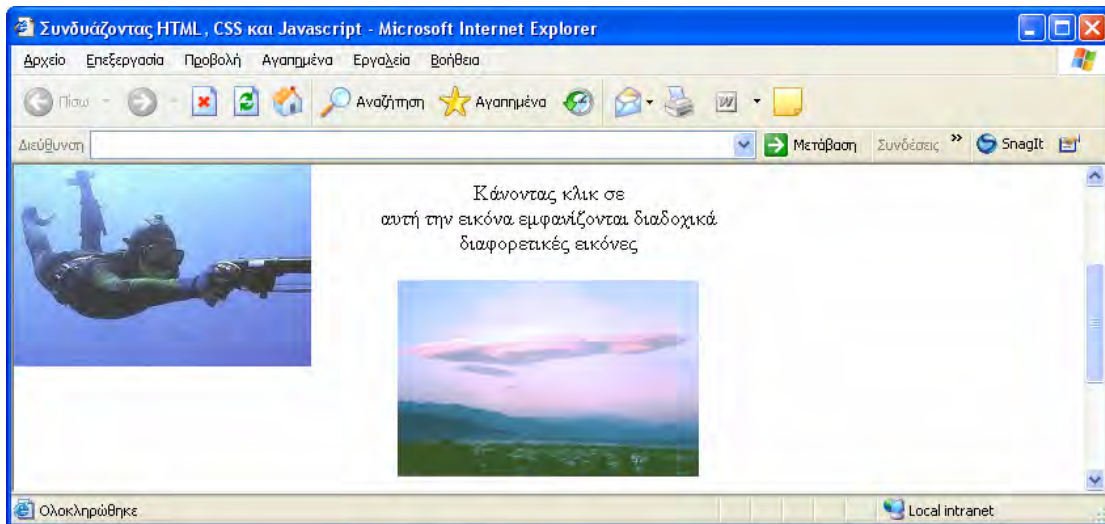 Συνδυάζοντας HTML, CSS και Javascript - Microsoft Internet Explorer
Αρχείο Επεξεργασία Προβολή Αγαπημένα Εργαλεία Βοήθεια
Πίσω Αναζήτηση Αγαπημένα
Διεύθυνση Μετάβαση Συνδέσεις » SnagIt
Κάνοντας κλικ σε
αυτή την εικόνα εμφανίζονται διαδοχικά
διαφορετικές εικόνες
Ολοκληρώθηκε Local intranet